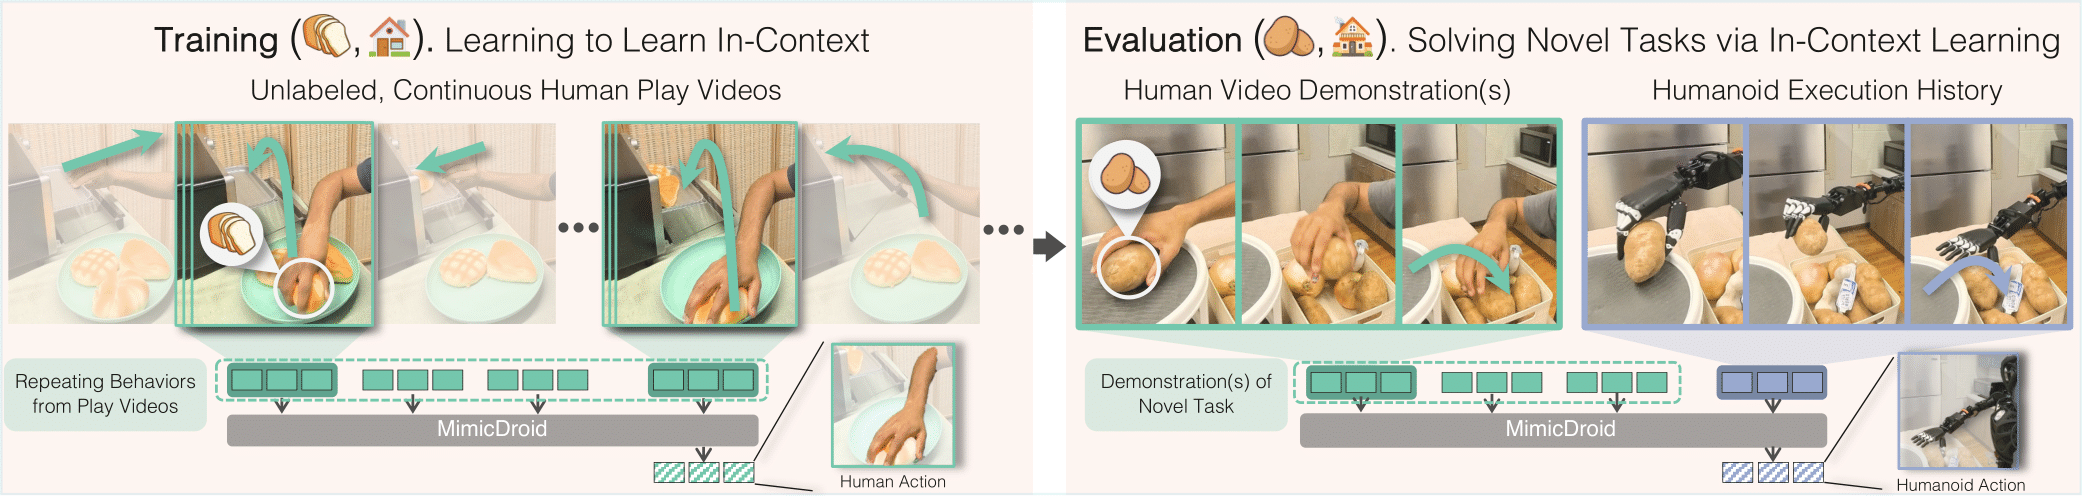 Training ( , ). Learning to Learn In-Context
Unlabeled, Continuous Human Play Videos
Repeating Behaviors
from Play Videos
MimicDroid
Human Action
Evaluation ( , ). Solving Novel Tasks via In-Context Learning
Human Video Demonstration(s)
Humanoid Execution History
Demonstration(s) of
Novel Task
MimicDroid
Humanoid Action